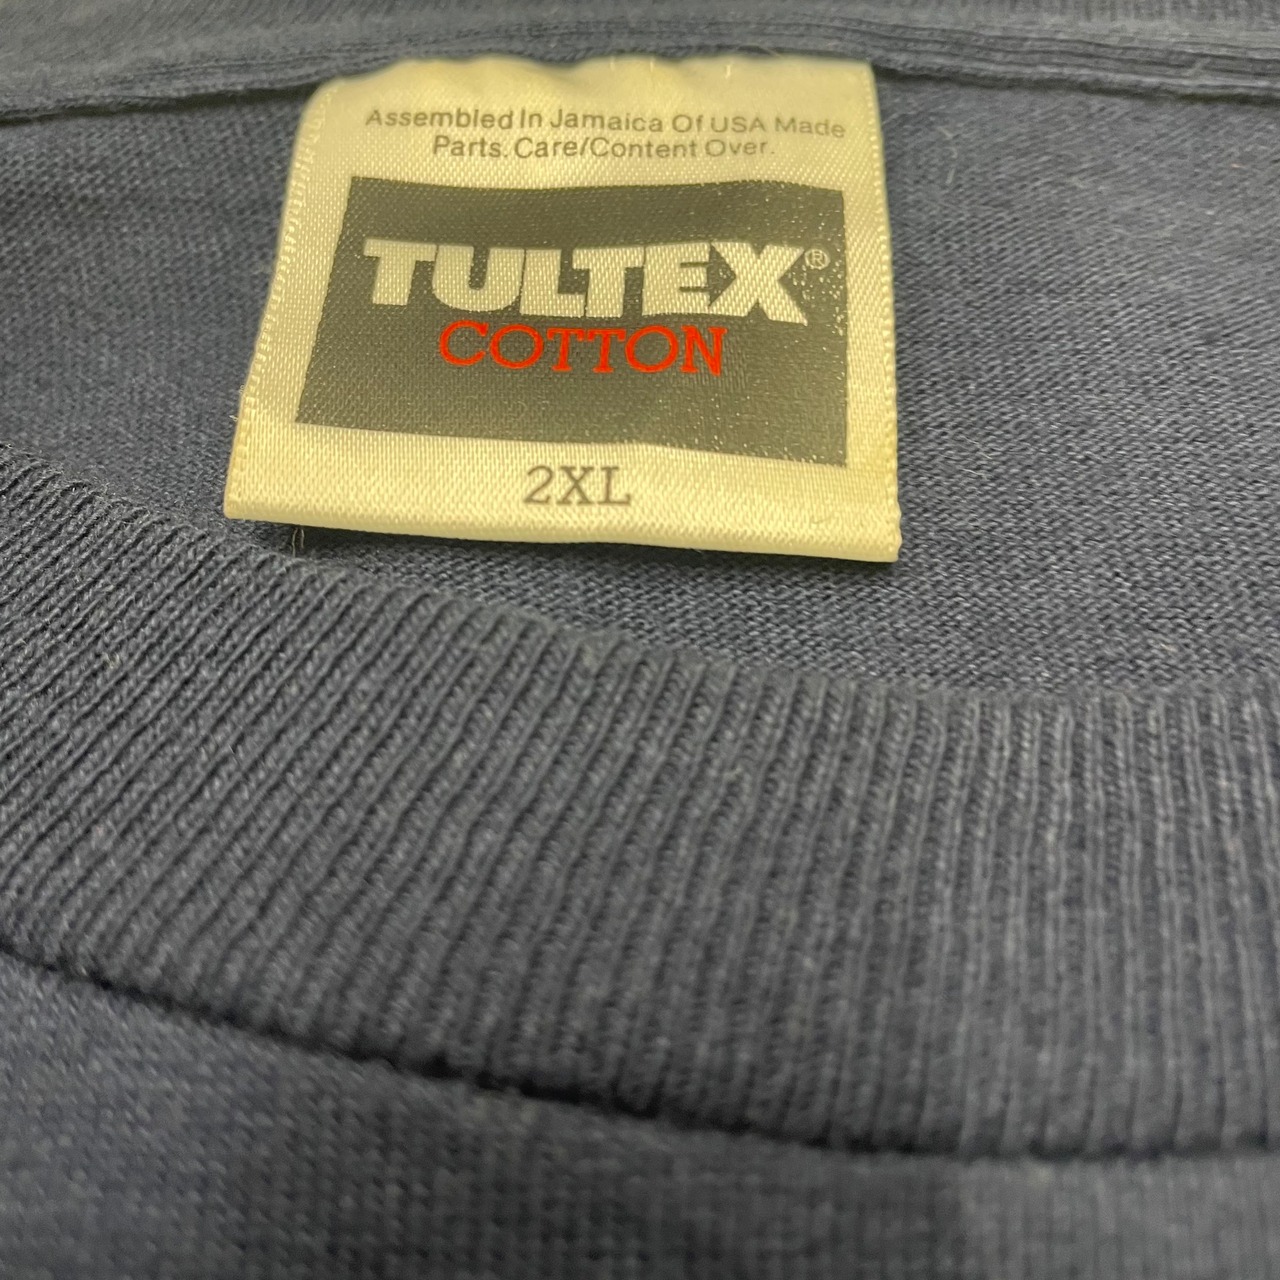 Assembled In Jamaica Of USA Made
Parts. Care/Content Over.
TULTEX®
COTTON
2XL